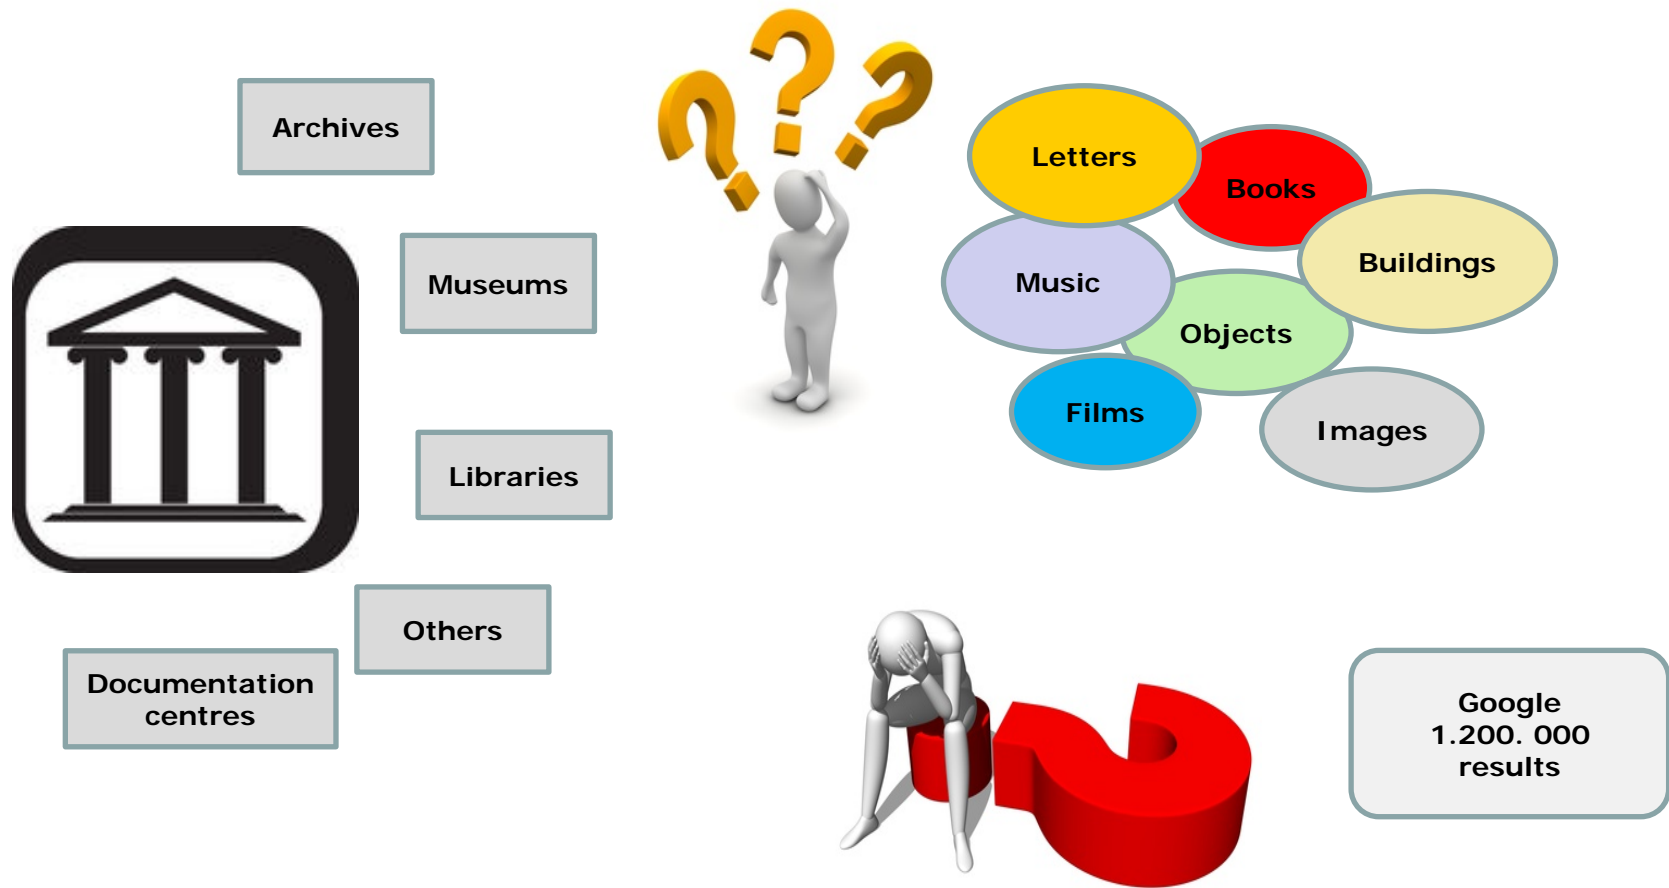 Archives
Museums
Libraries
Others
Documentation
centres
Letters
Books
Buildings
Music
Objects
Films
Images
Google
1.200. 000
results